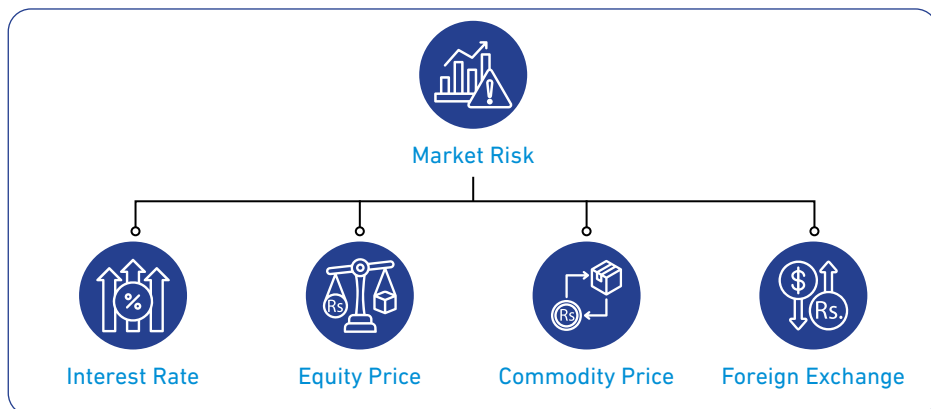 Market Risk
%
Rs
Rs
$
Rs.
Interest Rate
Equity Price
Commodity Price
Foreign Exchange